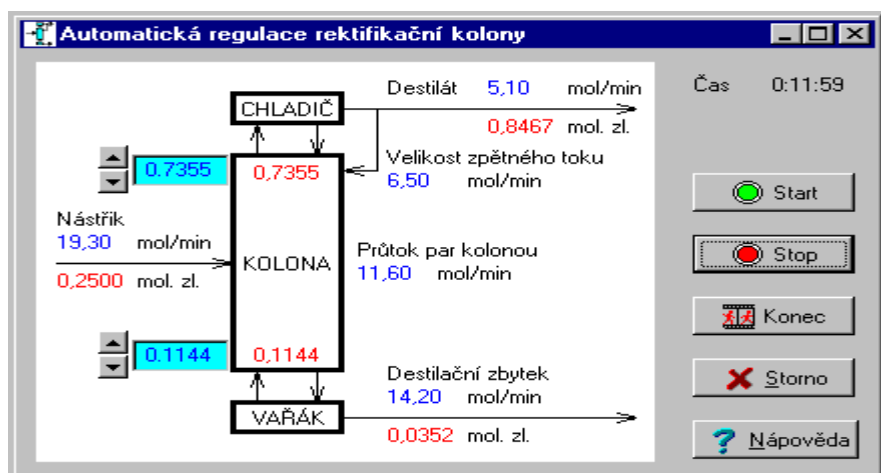 Automatická regulace rektifikační kolony
Destilát 5,10 mol/min
Čas 0:11:59
CHLADIČ
0,8467 mol. zl.
Velikost zpětného toku
0.7355
0,7355
6,50 mol/min
Start
Nástřik
19,30 mol/min
Průtok par kolonou
Stop
KOLONA
0,2500 mol. zl.
11,60 mol/min
Konec
0.1144
0,1144
Destilační zbytek
Storno
14,20 mol/min
VAŘÁK
0,0352 mol. zl.
Nápověda